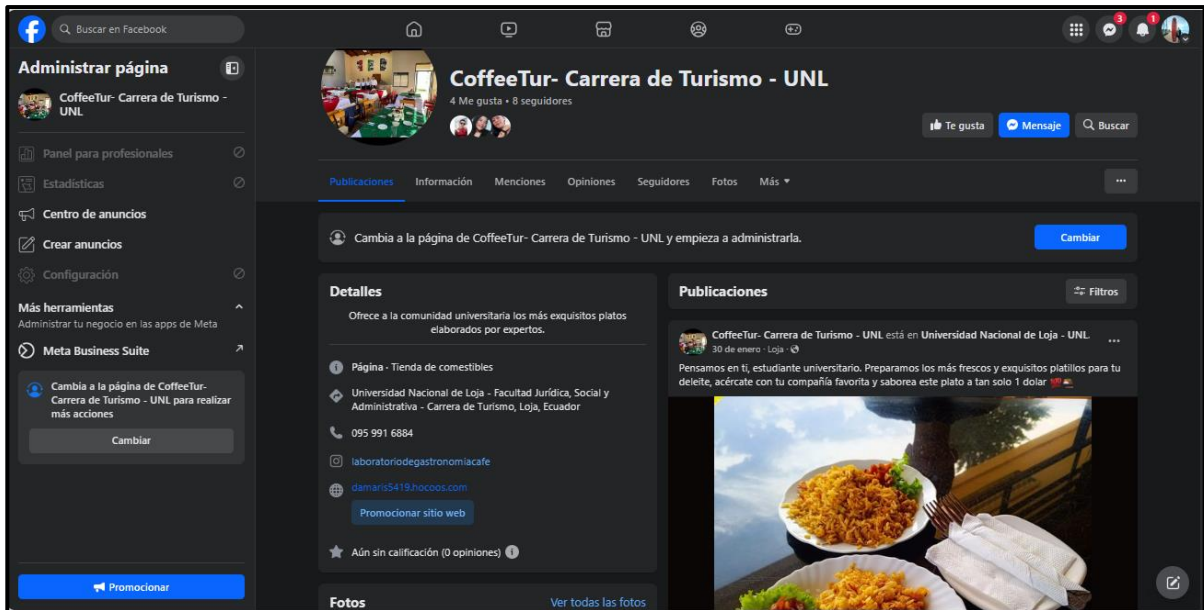 Buscar en Facebook
3
1
Administrar página
CoffeeTur- Carrera de Turismo -
UNL
Panel para profesionales
Estadísticas
Centro de anuncios
Crear anuncios
Configuración
Más herramientas
Administrar tu negocio en las apps de Meta
Meta Business Suite
Cambia a la página de CoffeeTur-
Carrera de Turismo - UNL para realizar
más acciones
Cambiar
Promocionar
CoffeeTur- Carrera de Turismo - UNL
4 Me gusta • 8 seguidores
Te gusta
Mensaje
Buscar
Publicaciones
Información
Menciones
Opiniones
Seguidores
Fotos
Más
Cambia a la página de CoffeeTur- Carrera de Turismo - UNL y empieza a administrarla.
Cambiar
Detalles
Ofrece a la comunidad universitaria los más exquisitos platos
elaborados por expertos.
Página · Tienda de comestibles
Universidad Nacional de Loja - Facultad Jurídica, Social y
Administrativa - Carrera de Turismo, Loja, Ecuador
095 991 6884
laboratoriodegastronomiacafe
damaris5419.hocoos.com
Promocionar sitio web
Aún sin calificación (0 opiniones)
Fotos
Ver todas las fotos
Publicaciones
Filtros
CoffeeTur- Carrera de Turismo - UNL está en Universidad Nacional de Loja - UNL.
30 de enero · Loja ·
Pensamos en ti, estudiante universitario. Preparamos los más frescos y exquisitos platillos para tu
deleite, acércate con tu compañía favorita y saborea este plato a tan solo 1 dolar 💯🍛